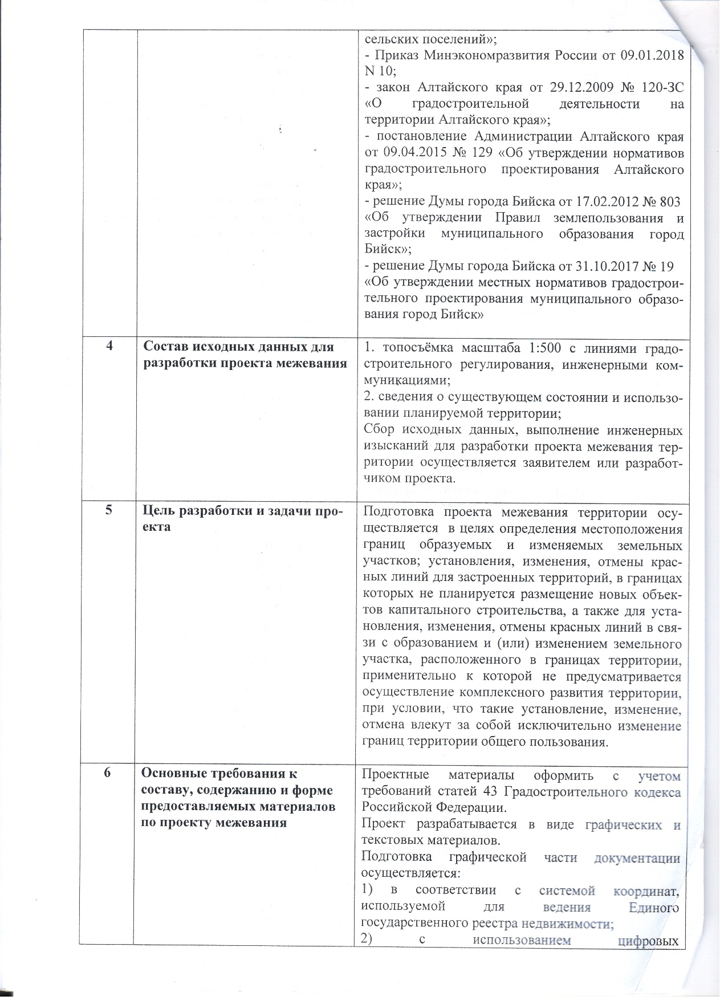 сельских поселений»;
- Приказ Минэкономразвития России от 09.01.2018
N 10;
- закон Алтайского края от 29.12.2009 № 120-ЗС
«О градостроительной деятельности на
территории Алтайского края»;
- постановление Администрации Алтайского края
от 09.04.2015 № 129 «Об утверждении нормативов
градостроительного проектирования Алтайского
края»;
- решение Думы города Бийска от 17.02.2012 № 803
«Об утверждении Правил землепользования и
застройки муниципального образования город
Бийск»;
- решение Думы города Бийска от 31.10.2017 № 19
«Об утверждении местных нормативов градострои-
тельного проектирования муниципального образо-
вания город Бийск»
4
Состав исходных данных для
разработки проекта межевания
1. топосъёмка масштаба 1:500 с линиями градо-
строительного регулирования, инженерными ком-
муникациями;
2. сведения о существующем состоянии и использо-
вании планируемой территории;
Сбор исходных данных, выполнение инженерных
изысканий для разработки проекта межевания тер-
ритории осуществляется заявителем или разработ-
чиком проекта.
5
Цель разработки и задачи про-
екта
Подготовка проекта межевания территории осу-
ществляется в целях определения местоположения
границ образуемых и изменяемых земельных
участков; установления, изменения, отмены крас-
ных линий для застроенных территорий, в границах
которых не планируется размещение новых объек-
тов капитального строительства, а также для уста-
новления, изменения, отмены красных линий в свя-
зи с образованием и (или) изменением земельного
участка, расположенного в границах территории,
применительно к которой не предусматривается
осуществление комплексного развития территории,
при условии, что такие установление, изменение,
отмена влекут за собой исключительно изменение
границ территории общего пользования.
6
Основные требования к
составу, содержанию и форме
предоставляемых материалов
по проекту межевания
Проектные материалы оформить с учетом
требований статей 43 Градостроительного кодекса
Российской Федерации.
Проект разрабатывается в виде графических и
текстовых материалов.
Подготовка графической части документации
осуществляется:
1) в соответствии с системой координат,
используемой для ведения Единого
государственного реестра недвижимости;
2) с использованием цифровых